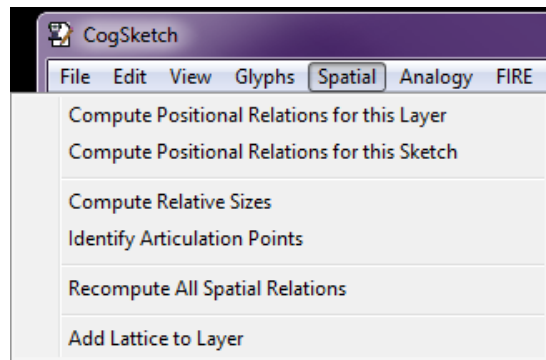 CogSketch
File Edit View Glyphs Spatial Analogy FIRE
Compute Positional Relations for this Layer
Compute Positional Relations for this Sketch
Compute Relative Sizes
Identify Articulation Points
Recompute All Spatial Relations
Add Lattice to Layer